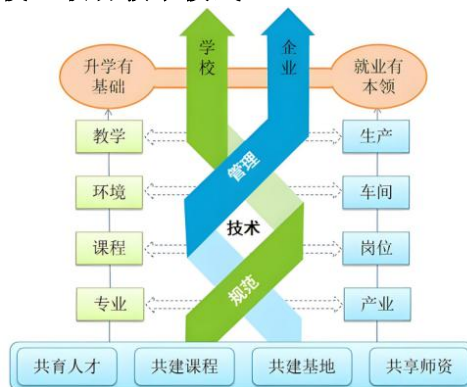 学校
企业
升学有
基础
就业有
本领
教学
生产
管理
环境
车间
技术
课程
岗位
规范
专业
产业
共育人才
共建课程
共建基地
共享师资